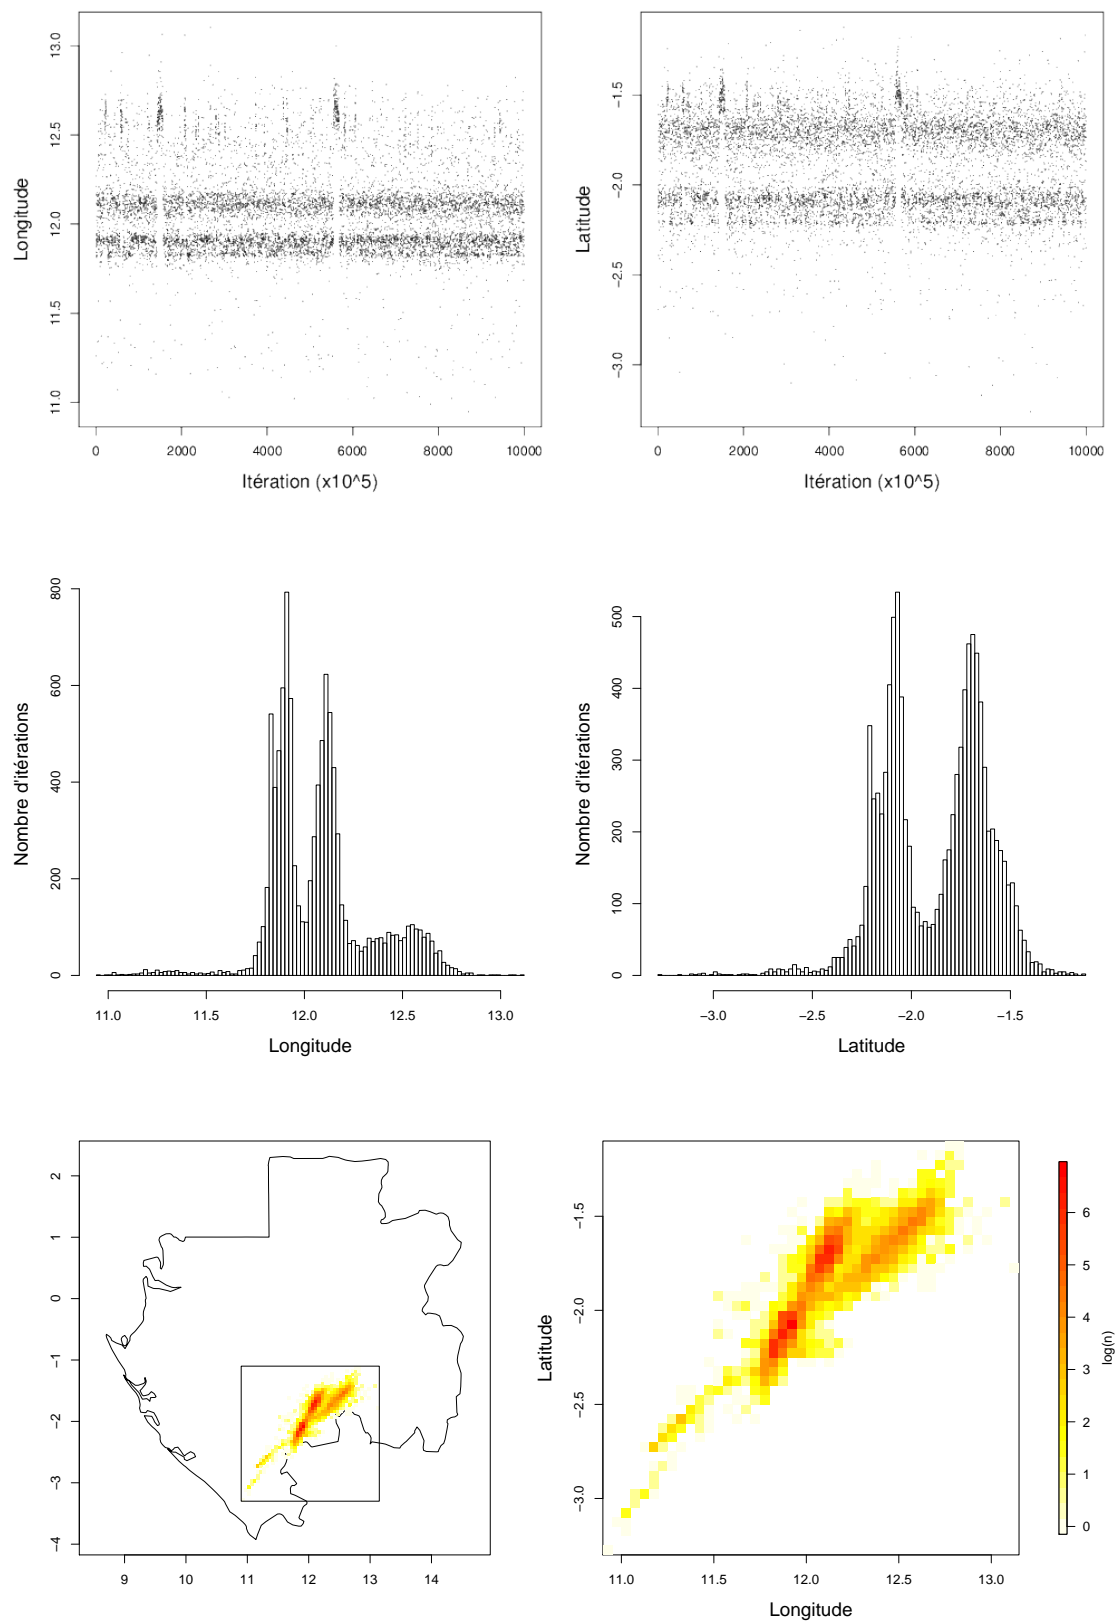 13.0
12.5
12.0
11.5
11.0
Longitude
0 2000 4000 6000 8000 10000
Itération (x10^5)
−1.5
−2.0
−2.5
−3.0
Latitude
0 2000 4000 6000 8000 10000
Itération (x10^5)
800
600
400
200
0
Nombre d'itérations
11.0 11.5 12.0 12.5 13.0
Longitude
500
400
300
200
100
0
Nombre d'itérations
−3.0 −2.5 −2.0 −1.5
Latitude
2
1
0
−1
−2
−3
−4
9 10 11 12 13 14
−1.5
−2.0
−2.5
−3.0
Latitude
11.0 11.5 12.0 12.5 13.0
Longitude
6
5
4
3
2
1
0
log(n)